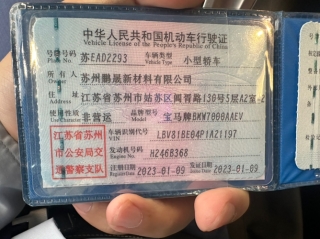 中华人民共和国机动车行驶证
Vehicle License of the People's Republic of China
号牌号码 苏EAD2293 车辆类型 小型轿车
Plate No. Vehicle Type
所有人 苏州鹏晟新材料有限公司
Owner
住址 江苏省苏州市姑苏区阊胥路130号5层A2室-
Address
使用性质 非营运 品牌型号 宝马牌BMW7000AAEV
Use Character Model
江苏省苏州市公安局交通警察支队
车辆识别代号 LBV81BE04P1A21197
VIN
发动机号码 H246B368
Engine No.
注册日期 2023-01-09 发证日期 2023-01-09
Register Date Issue Date